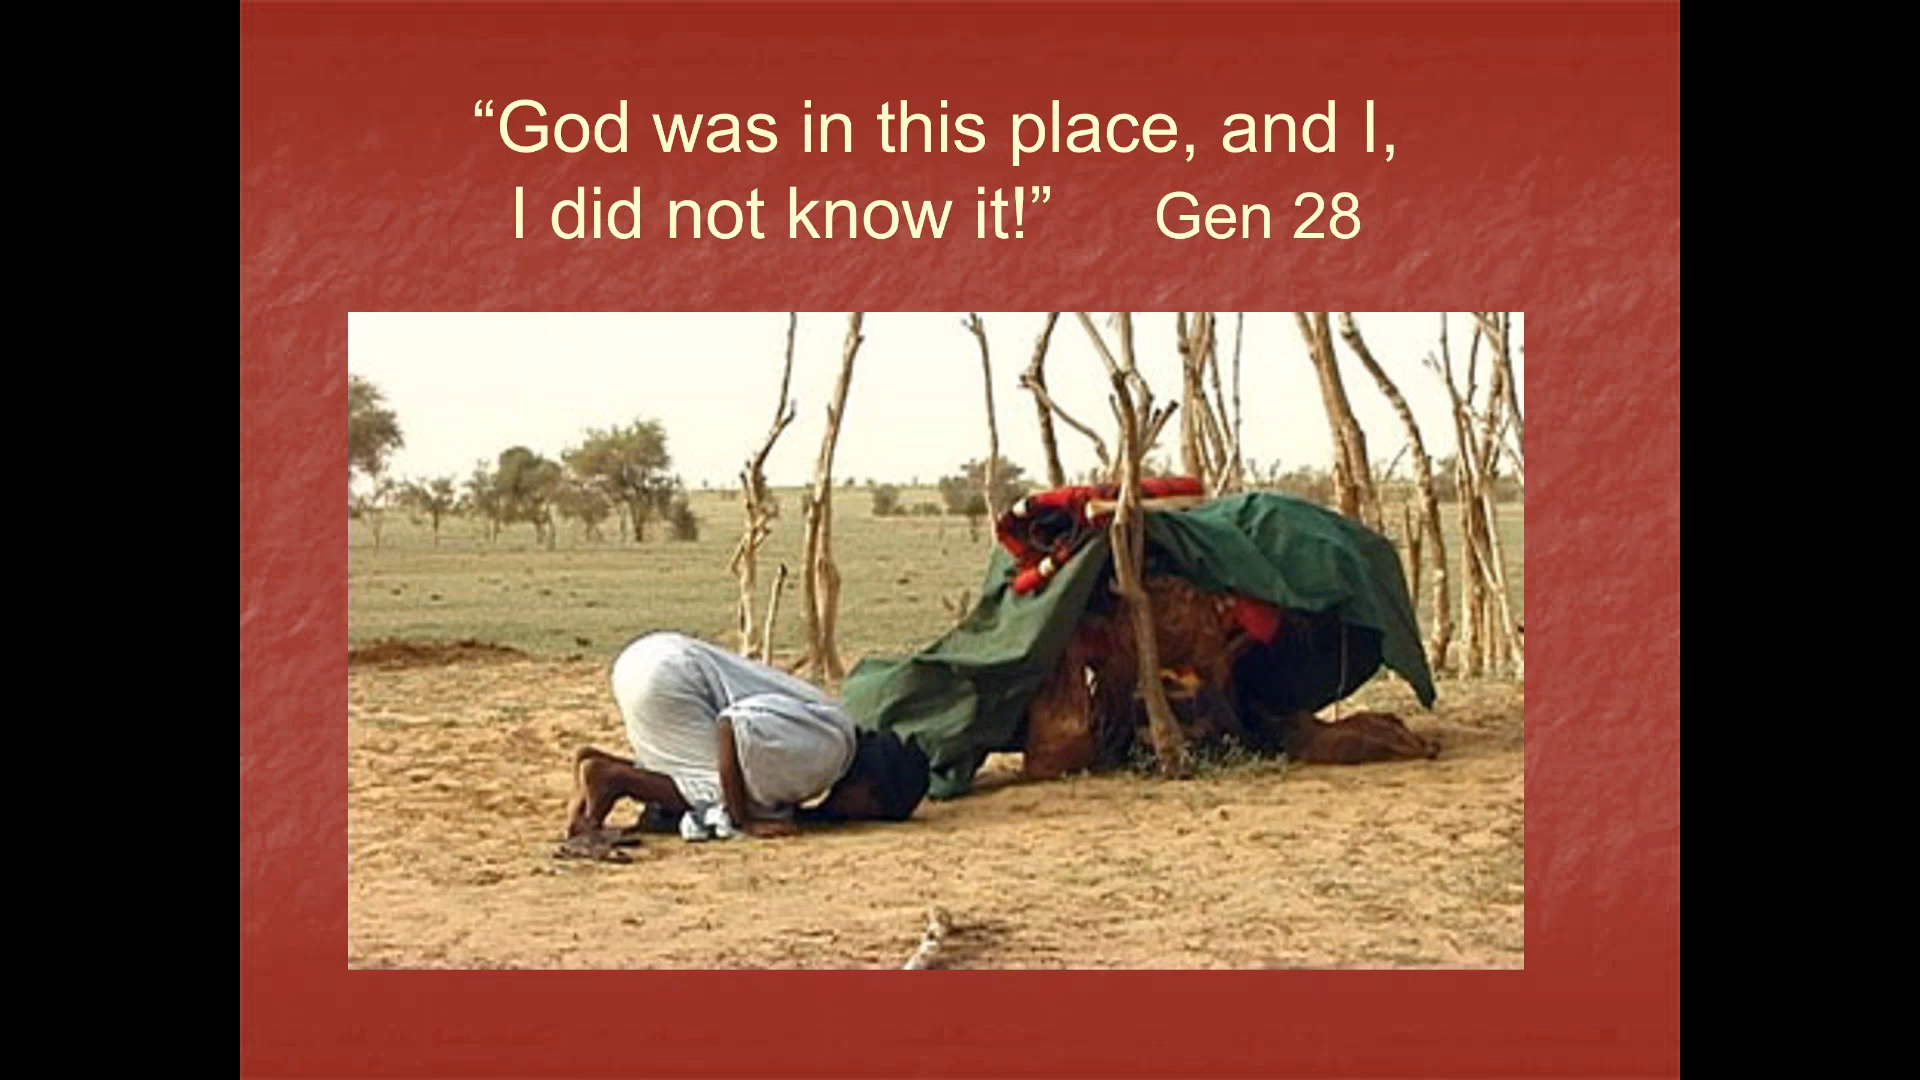 “God was in this place, and I,
I did not know it!” Gen 28